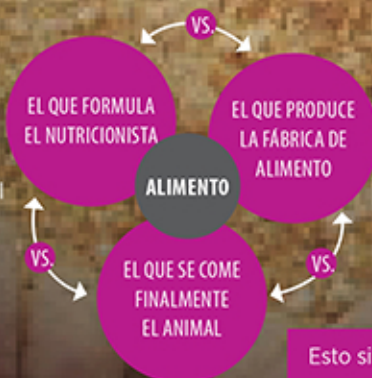 VS.
EL QUE FORMULA
EL NUTRICIONISTA
EL QUE PRODUCE
LA FÁBRICA DE
ALIMENTO
ALIMENTO
VS.
VS.
EL QUE SE COME
FINALMENTE
EL ANIMAL
Esto si